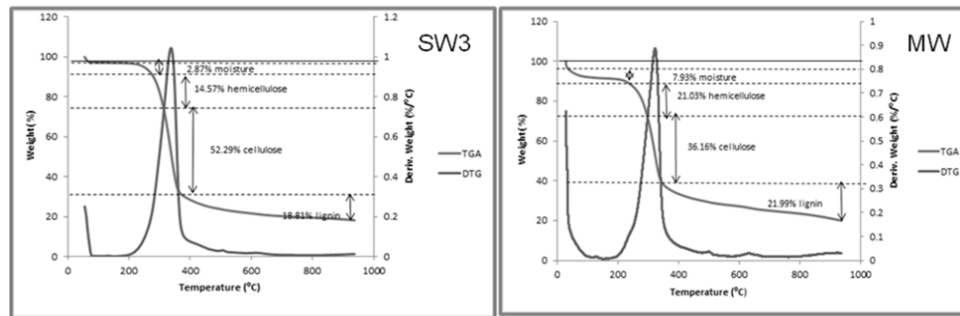 SW3
120
100
80
60
40
20
0
Weight(%)
0
200
400
600
800
1000
Temperature (°C)
1.2
1
0.8
0.6
0.4
0.2
0
Deriv. Weight (%/°C)
2.87% moisture
14.57% hemicellulose
52.29% cellulose
18.81% lignin
TGA
DTG
MW
120
100
80
60
40
20
0
Weight (%)
0
200
400
600
800
1000
Temperature (°C)
1
0.9
0.8
0.7
0.6
0.5
0.4
0.3
0.2
0.1
0
Deriv. Weight (%/°C)
7.93% moisture
21.03% hemicellulose
36.16% cellulose
21.99% lignin
TGA
DTG